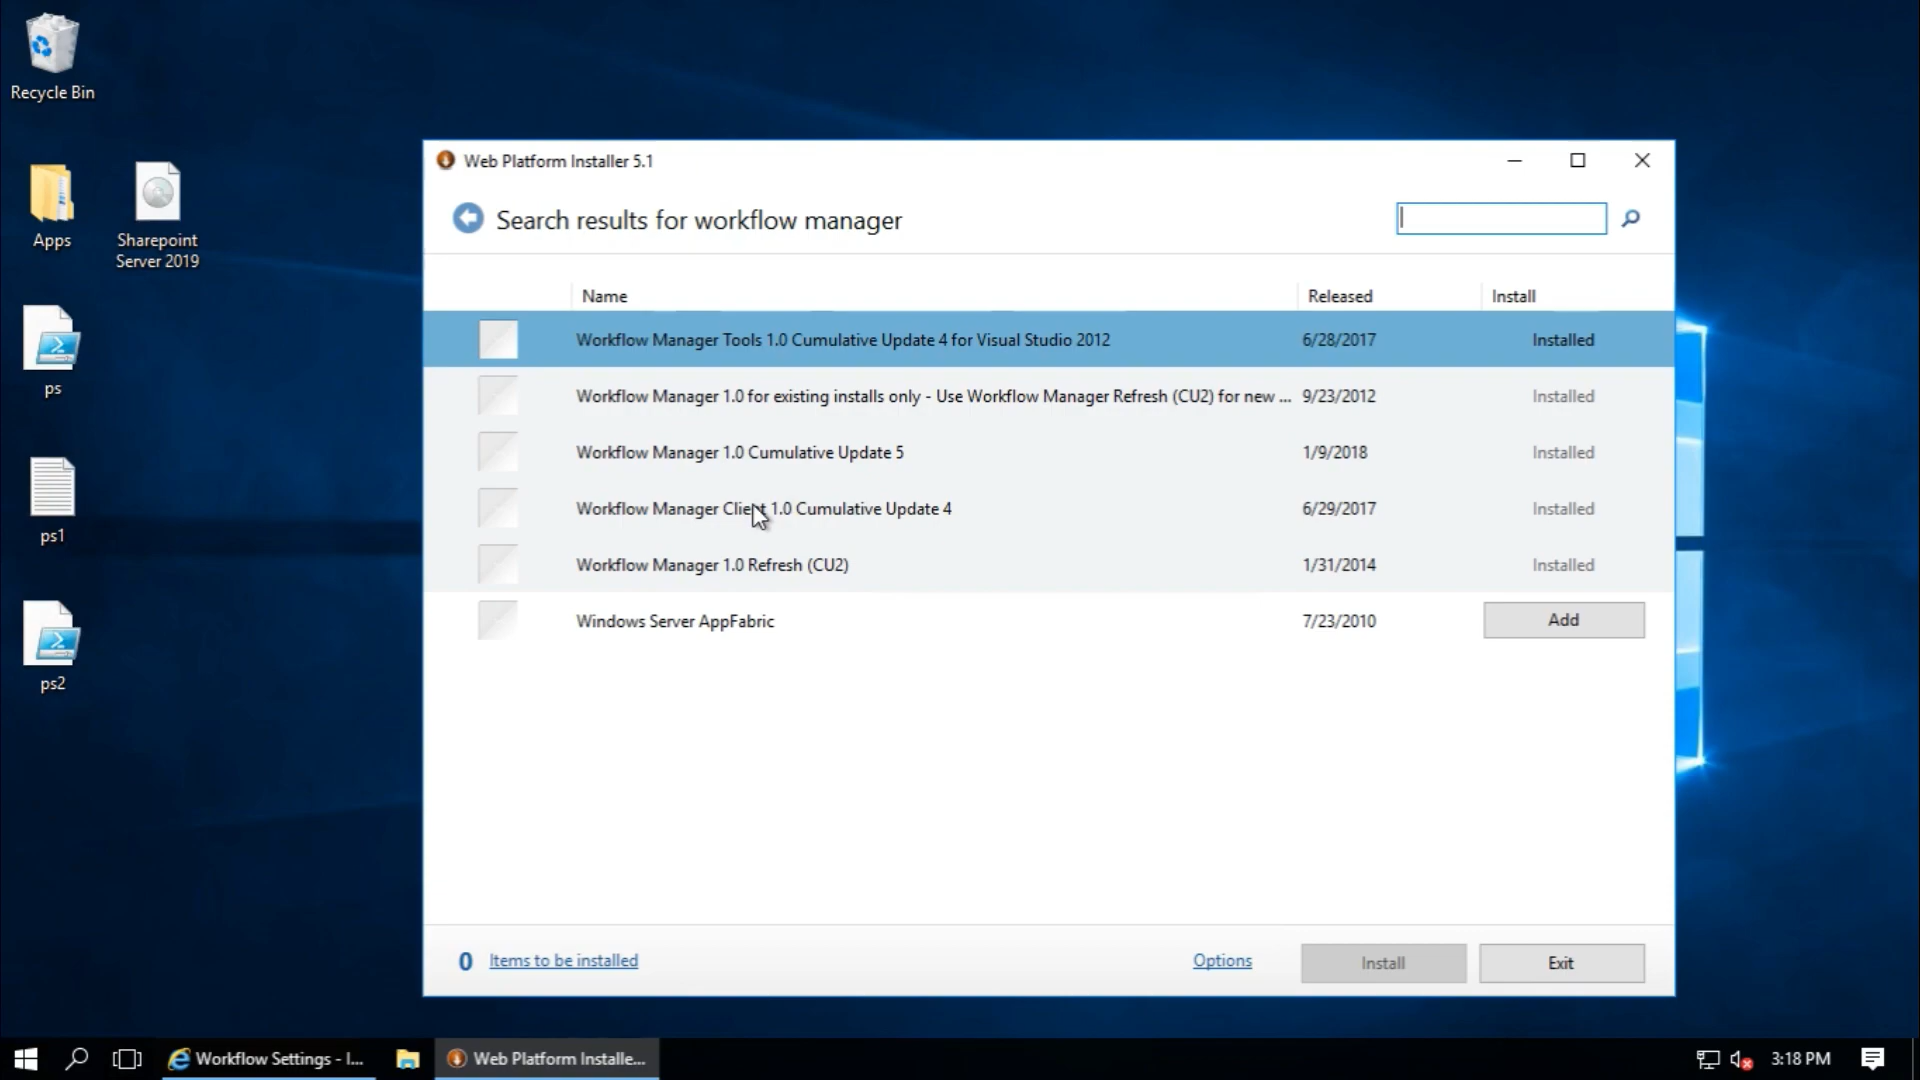 Recycle Bin
Apps
Sharepoint
Server 2019
ps
ps1
ps2
Web Platform Installer 5.1
Search results for workflow manager
Name Released Install
Workflow Manager Tools 1.0 Cumulative Update 4 for Visual Studio 2012 6/28/2017 Installed
Workflow Manager 1.0 for existing installs only - Use Workflow Manager Refresh (CU2) for new ... 9/23/2012 Installed
Workflow Manager 1.0 Cumulative Update 5 1/9/2018 Installed
Workflow Manager Client 1.0 Cumulative Update 4 6/29/2017 Installed
Workflow Manager 1.0 Refresh (CU2) 1/31/2014 Installed
Windows Server AppFabric 7/23/2010 Add
0 Items to be installed Options Install Exit
Workflow Settings - I... Web Platform Installe... 3:18 PM